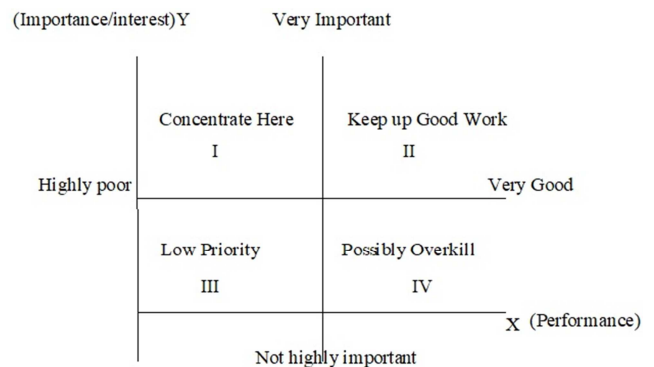 (Importance/interest)Y Very Important
Concentrate Here Keep up Good Work
I II
Highly poor Very Good
Low Priority Possibly Overkill
III IV
X (Performance)
Not highly important